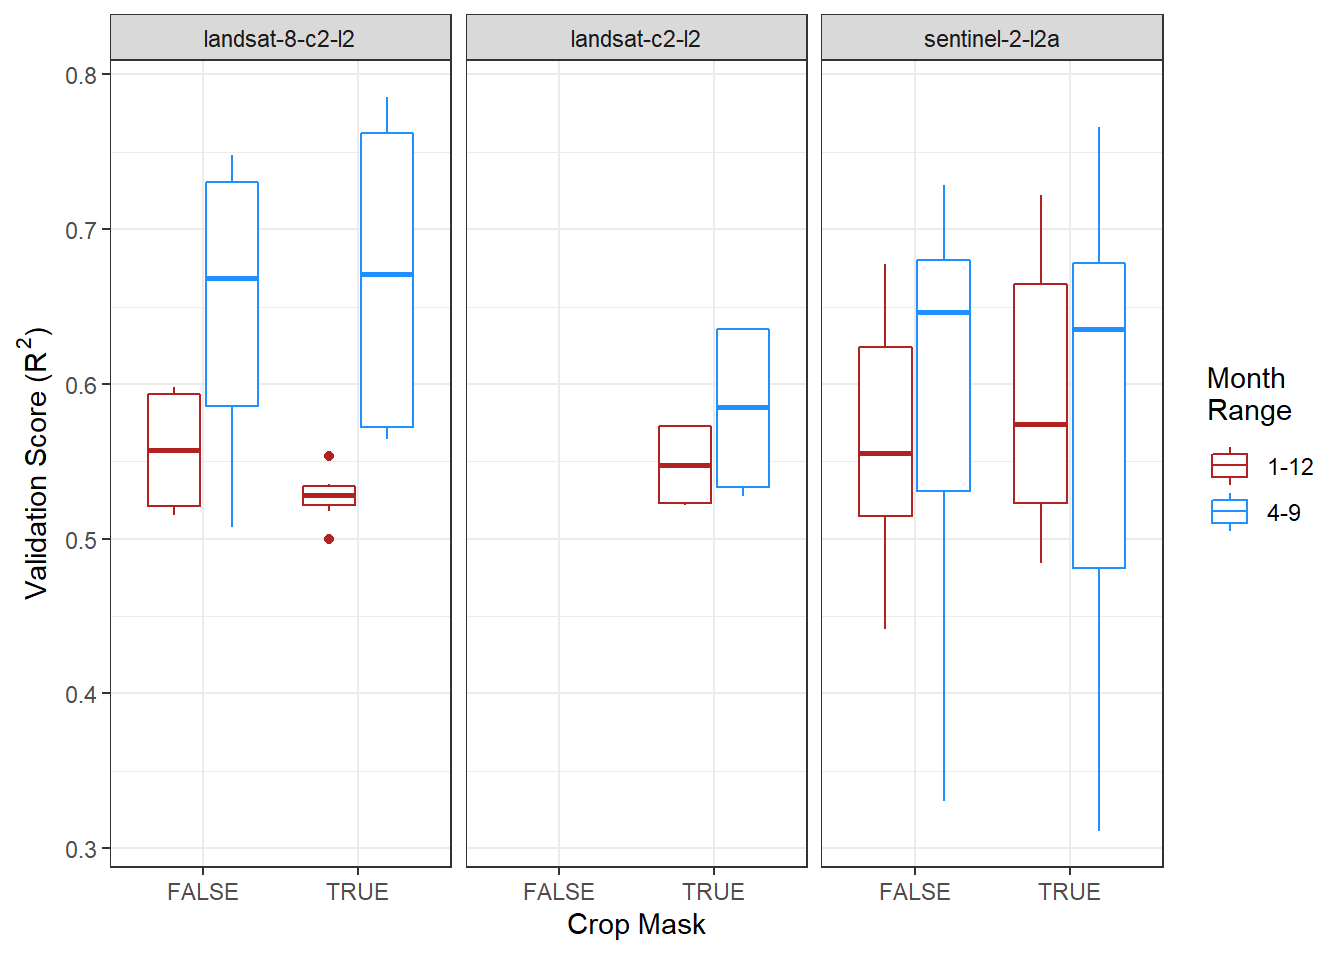 landsat-8-c2-l2
landsat-c2-l2
sentinel-2-l2a
0.8
0.7
0.6
0.5
0.4
0.3
Validation Score (R²)
FALSE
TRUE
FALSE
TRUE
FALSE
TRUE
Crop Mask
Month
Range
1-12
4-9